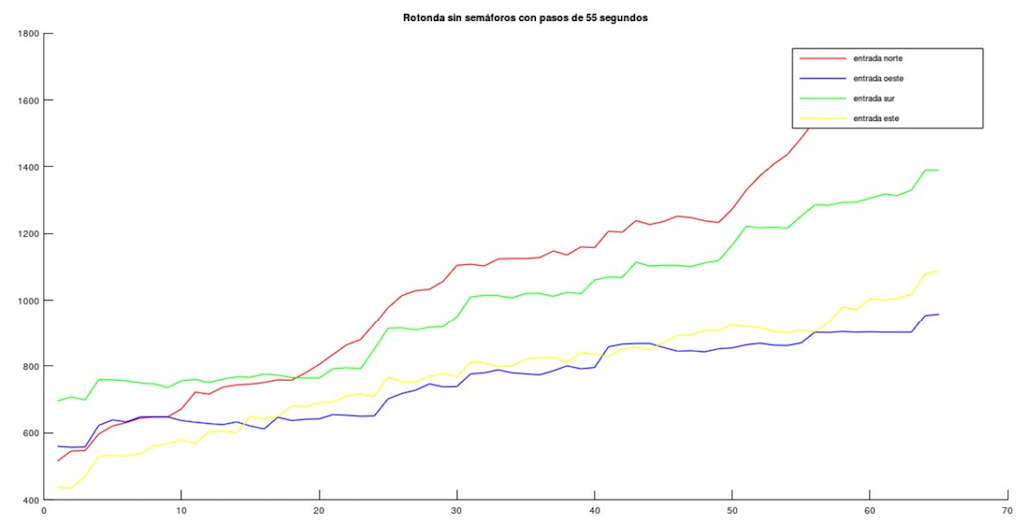 Rotonda sin semáforos con pasos de 55 segundos
1800
1600
1400
1200
1000
800
600
400
entrada norte
entrada oeste
entrada sur
entrada este
0 10 20 30 40 50 60 70